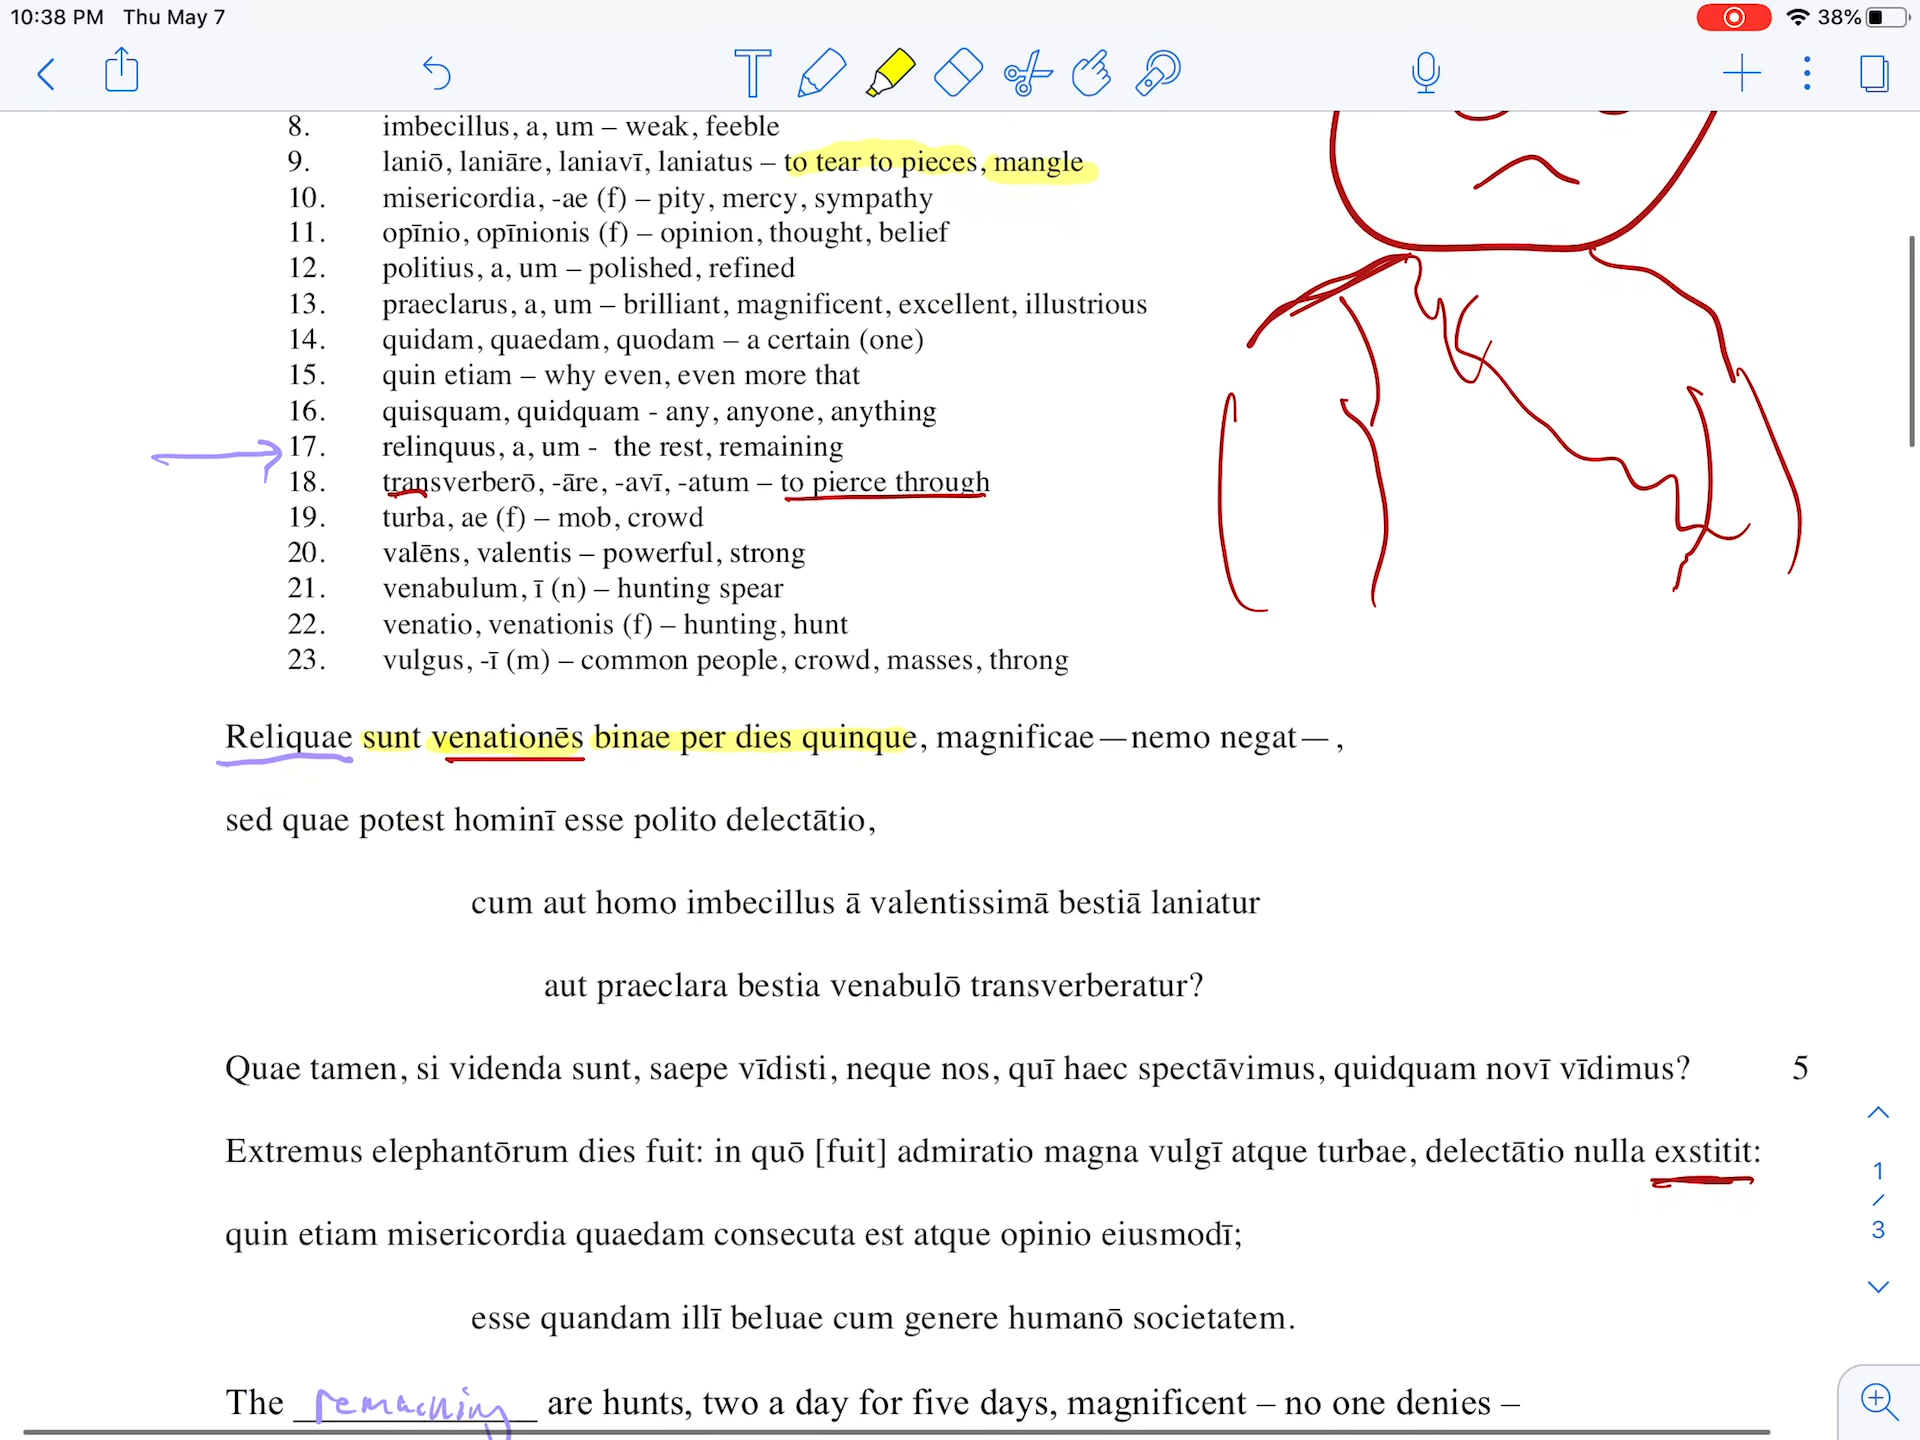 10:38 PM Thu May 7 38%
8. imbecillus, a, um – weak, feeble
9. laniō, laniāre, laniavī, laniatus – to tear to pieces, mangle
10. misericordia, -ae (f) – pity, mercy, sympathy
11. opīnio, opīnionis (f) – opinion, thought, belief
12. politius, a, um – polished, refined
13. praeclarus, a, um – brilliant, magnificent, excellent, illustrious
14. quidam, quaedam, quodam – a certain (one)
15. quin etiam – why even, even more that
16. quisquam, quidquam - any, anyone, anything
17. relinquus, a, um - the rest, remaining
18. transverberō, -āre, -avī, -atum – to pierce through
19. turba, ae (f) – mob, crowd
20. valēns, valentis – powerful, strong
21. venabulum, ī (n) – hunting spear
22. venatio, venationis (f) – hunting, hunt
23. vulgus, -ī (m) – common people, crowd, masses, throng
Reliquae sunt venationēs binae per dies quinque, magnificae—nemo negat—,
sed quae potest hominī esse polito delectātio,
cum aut homo imbecillus ā valentissimā bestiā laniatur
aut praeclara bestia venabulō transverberatur?
Quae tamen, si videnda sunt, saepe vīdisti, neque nos, quī haec spectāvimus, quidquam novī vīdimus? 5
Extremus elephantōrum dies fuit: in quō [fuit] admiratio magna vulgī atque turbae, delectātio nulla exstitit:
quin etiam misericordia quaedam consecuta est atque opinio eiusmodī;
esse quandam illī beluae cum genere humanō societatem.
The remaining are hunts, two a day for five days, magnificent – no one denies –
1
/
3